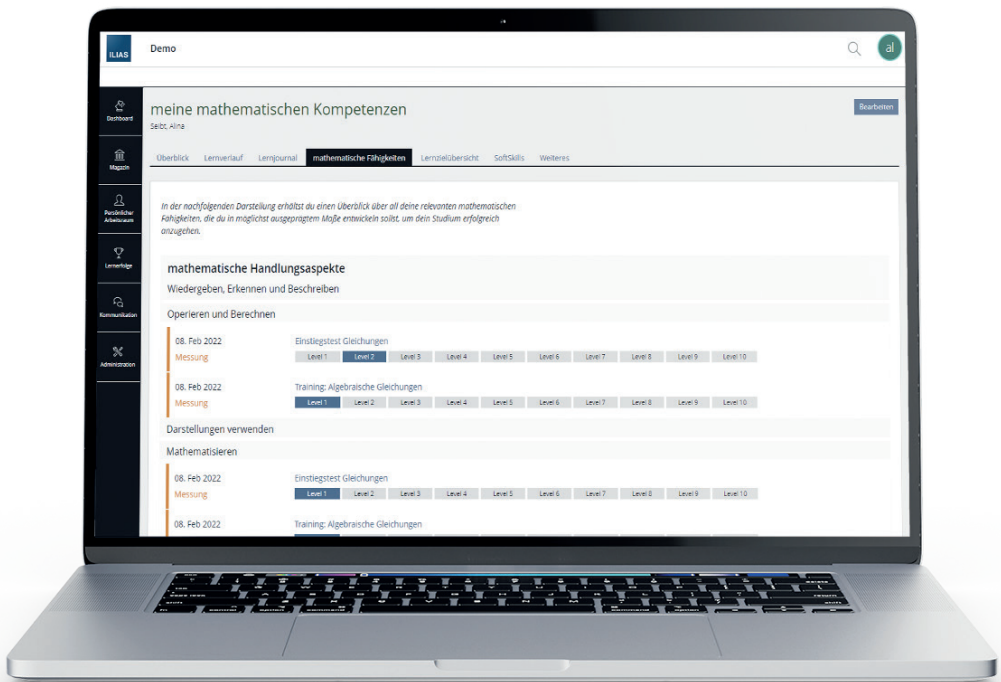 ILIAS
Demo
al
Dashboard
Magazin
Persönlicher
Arbeitsraum
Lernerfolge
Kommunikation
Administration
meine mathematischen Kompetenzen
Seibt, Alina
Bearbeiten
Überblick Lernverlauf Lernjournal mathematische Fähigkeiten Lernzielübersicht SoftSkills Weiteres
In der nachfolgenden Darstellung erhältst du einen Überblick über all deine relevanten mathematischen
Fähigkeiten, die du in möglichst ausgeprägtem Maße entwickeln sollst, um dein Studium erfolgreich
anzugehen.
mathematische Handlungsaspekte
Wiedergeben, Erkennen und Beschreiben
Operieren und Berechnen
08. Feb 2022 Einstiegstest Gleichungen
Messung Level 1 Level 2 Level 3 Level 4 Level 5 Level 6 Level 7 Level 8 Level 9 Level 10
08. Feb 2022 Training: Algebraische Gleichungen
Messung Level 1 Level 2 Level 3 Level 4 Level 5 Level 6 Level 7 Level 8 Level 9 Level 10
Darstellungen verwenden
Mathematisieren
08. Feb 2022 Einstiegstest Gleichungen
Messung Level 1 Level 2 Level 3 Level 4 Level 5 Level 6 Level 7 Level 8 Level 9 Level 10
08. Feb 2022 Training: Algebraische Gleichungen